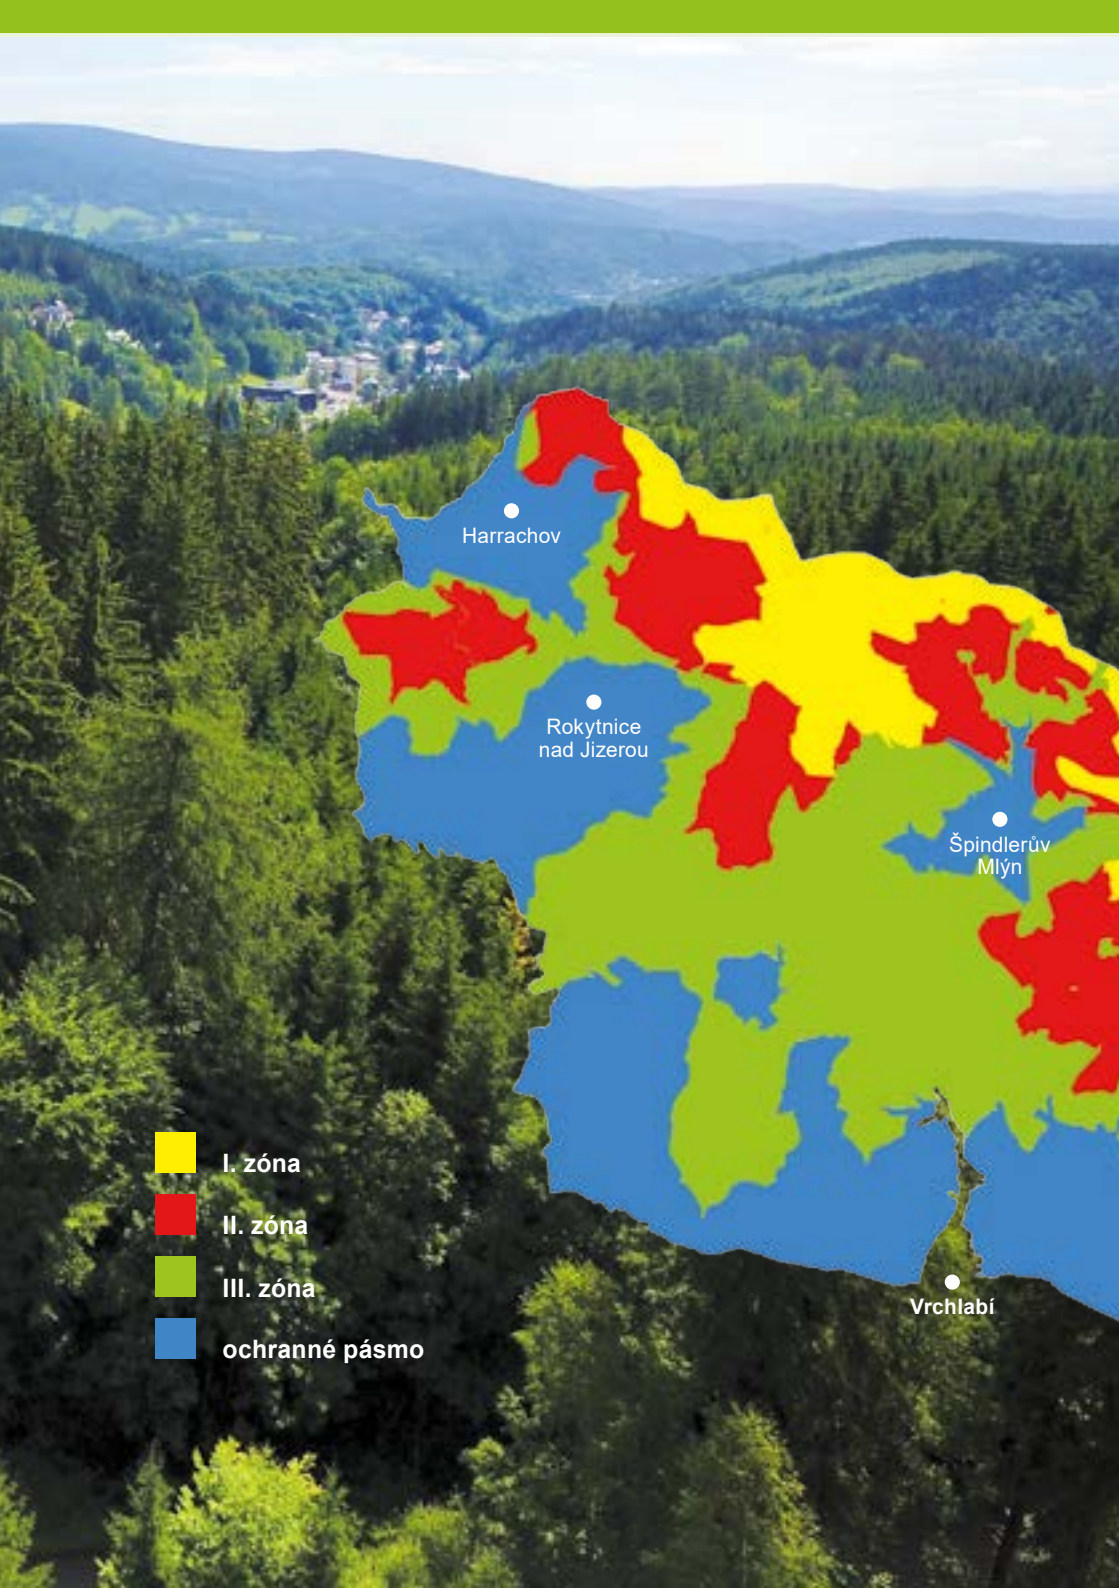 Harrachov
Rokytnice
nad Jizerou
Špindlerův
Mlýn
I. zóna
II. zóna
III. zóna
ochranné pásmo
Vrchlabí